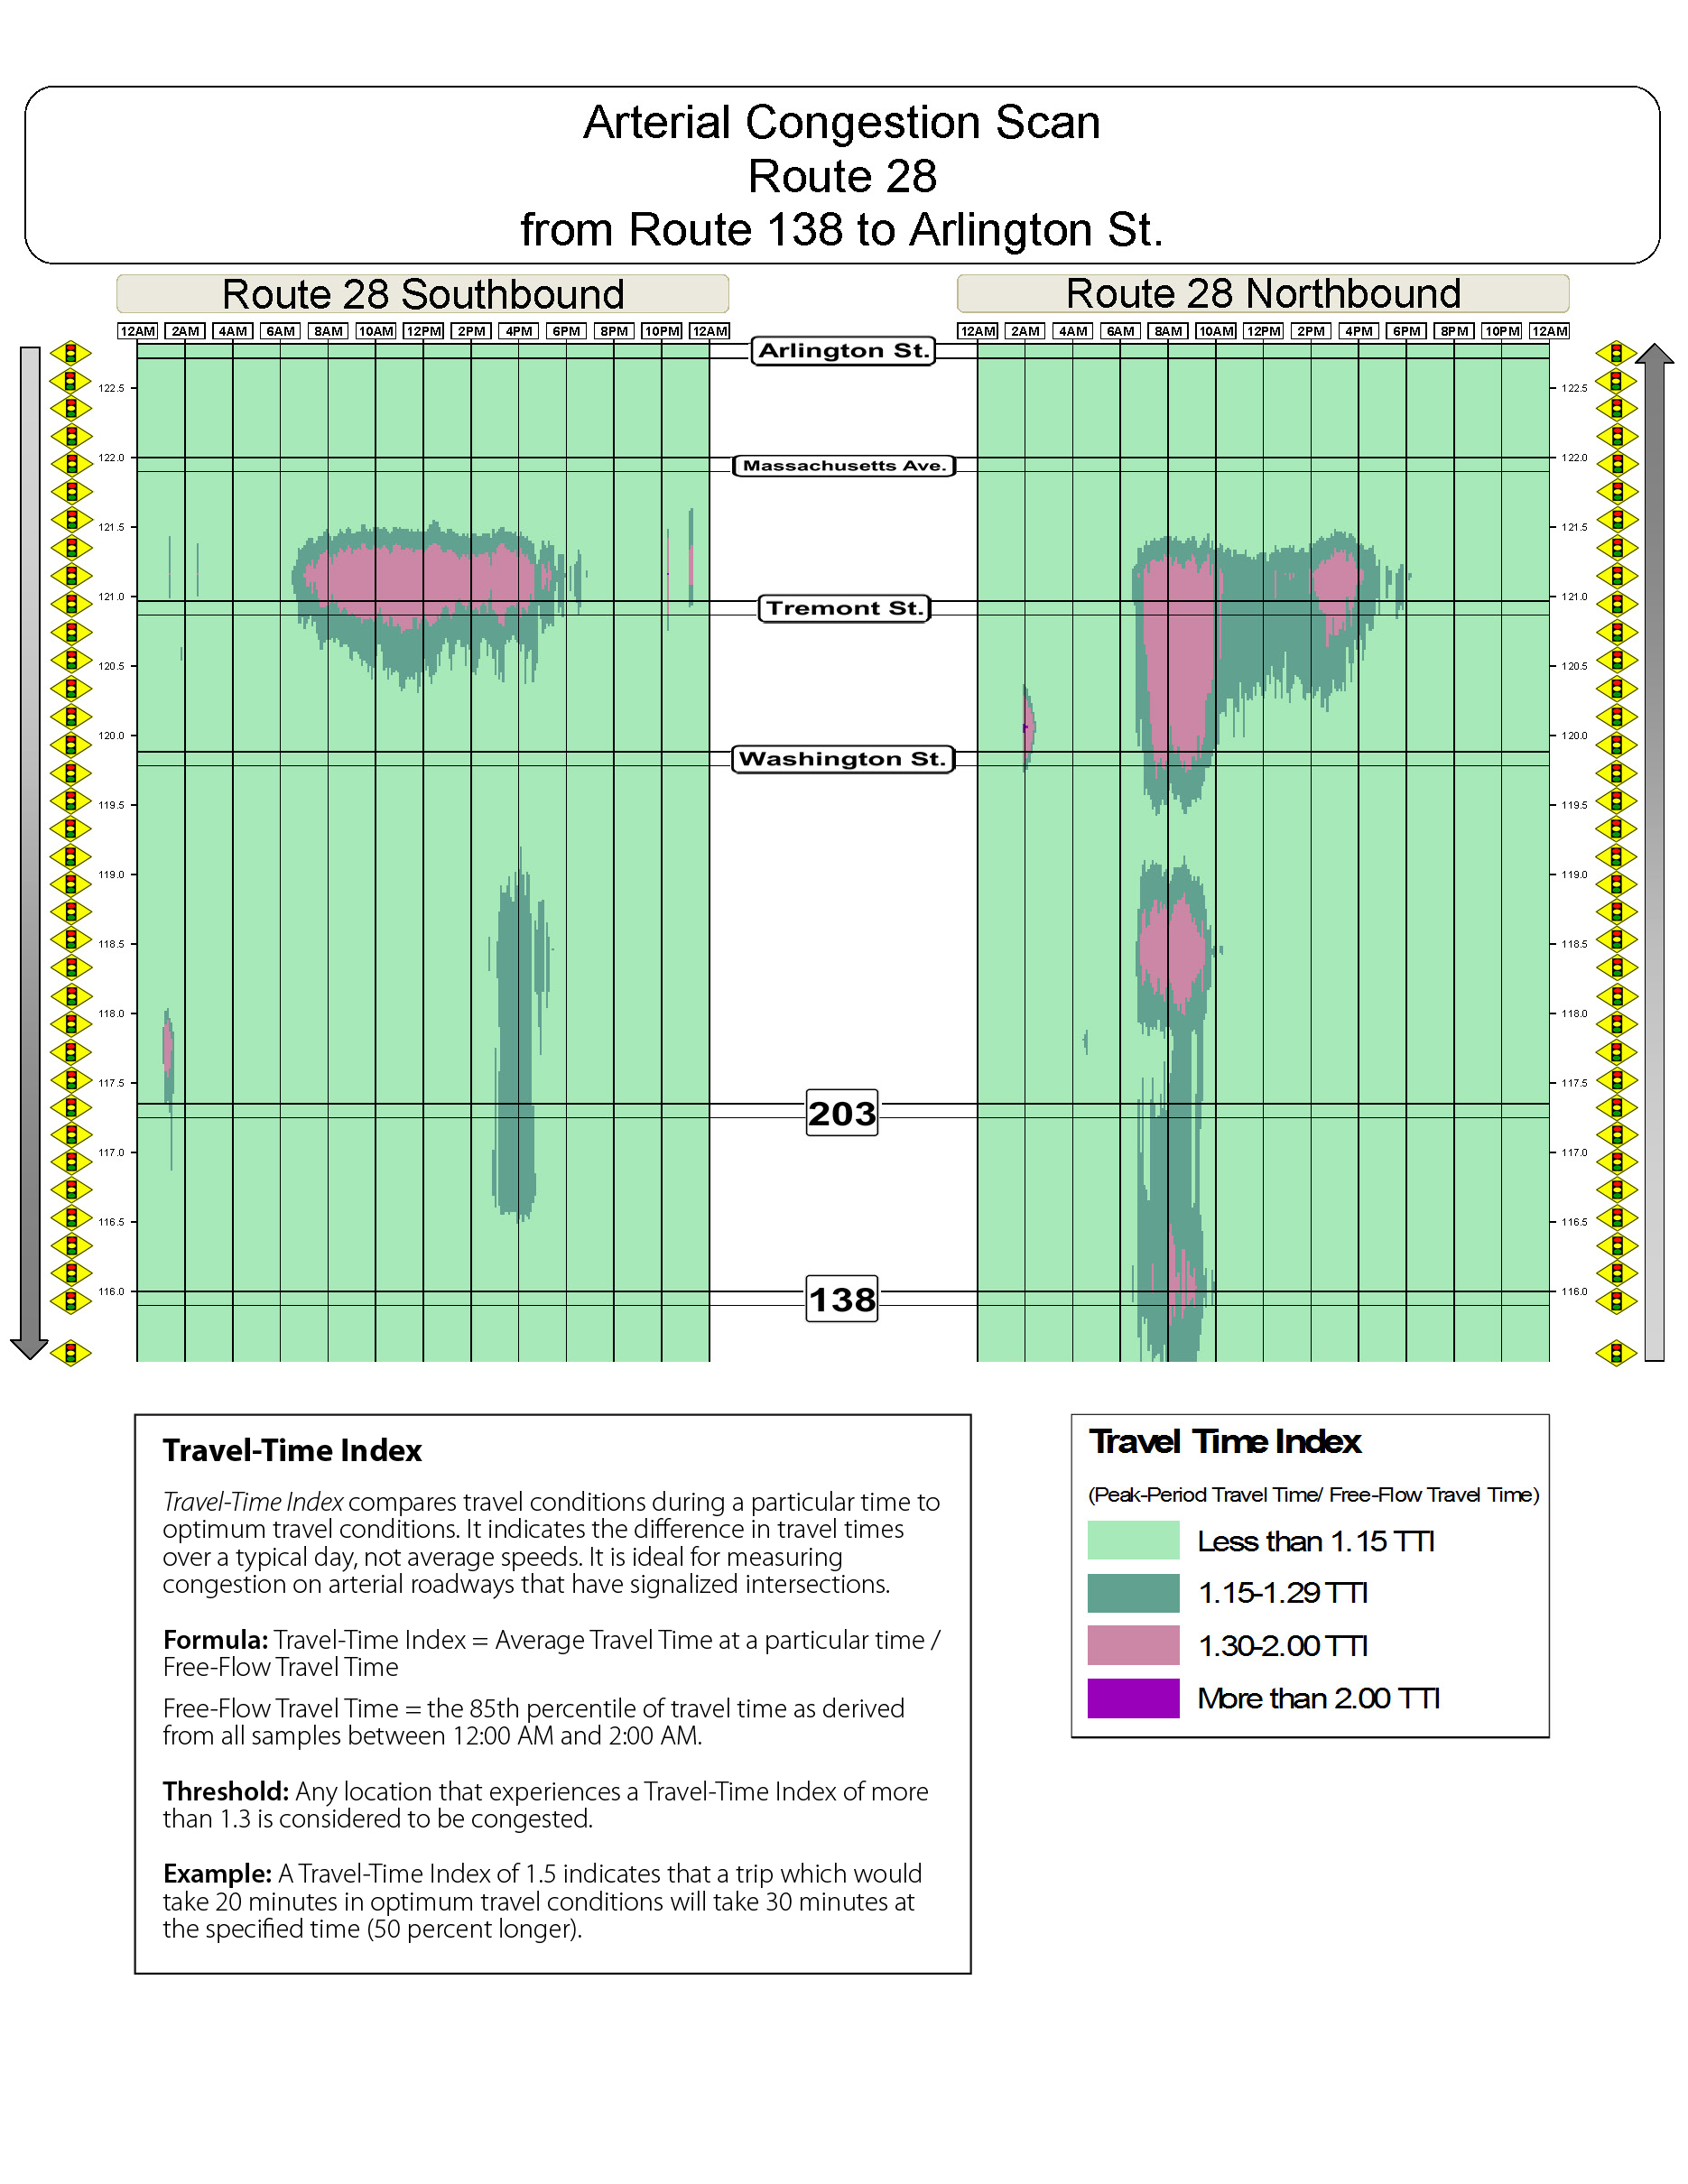 Arterial Congestion Scan
Route 28
from Route 138 to Arlington St.
Route 28 Southbound
Route 28 Northbound
12AM 2AM 4AM 6AM 8AM 10AM 12PM 2PM 4PM 6PM 8PM 10PM 12AM
12AM 2AM 4AM 6AM 8AM 10AM 12PM 2PM 4PM 6PM 8PM 10PM 12AM
Arlington St.
122.5 122.5
122.0 122.0
Massachusetts Ave.
121.5 121.5
121.0 121.0
Tremont St.
120.5 120.5
120.0 120.0
Washington St.
119.5 119.5
119.0 119.0
118.5 118.5
118.0 118.0
117.5 117.5
203
117.0 117.0
116.5 116.5
116.0 116.0
138
Travel-Time Index
Travel-Time Index compares travel conditions during a particular time to
optimum travel conditions. It indicates the difference in travel times
over a typical day, not average speeds. It is ideal for measuring
congestion on arterial roadways that have signalized intersections.
Formula: Travel-Time Index = Average Travel Time at a particular time /
Free-Flow Travel Time
Free-Flow Travel Time = the 85th percentile of travel time as derived
from all samples between 12:00 AM and 2:00 AM.
Threshold: Any location that experiences a Travel-Time Index of more
than 1.3 is considered to be congested.
Example: A Travel-Time Index of 1.5 indicates that a trip which would
take 20 minutes in optimum travel conditions will take 30 minutes at
the specified time (50 percent longer).
Travel Time Index
(Peak-Period Travel Time/ Free-Flow Travel Time)
Less than 1.15 TTI
1.15-1.29 TTI
1.30-2.00 TTI
More than 2.00 TTI